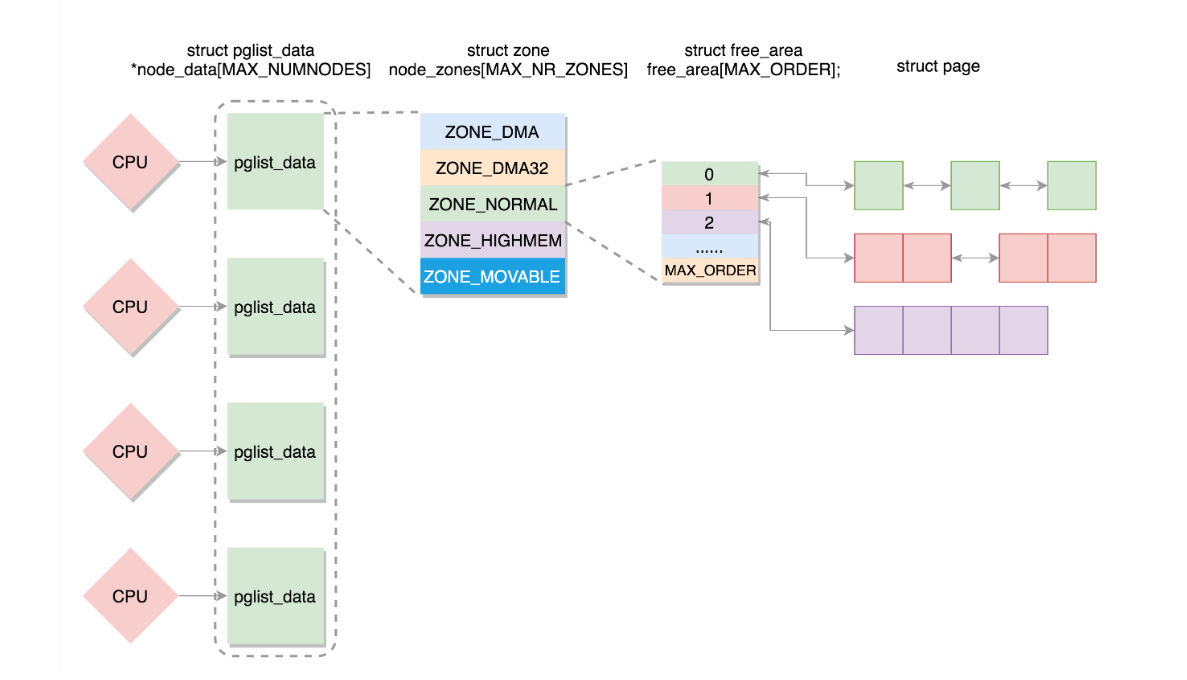 struct pglist_data
*node_data[MAX_NUMNODES]
struct zone
node_zones[MAX_NR_ZONES]
struct free_area
free_area[MAX_ORDER];
struct page
CPU
pglist_data
CPU
pglist_data
CPU
pglist_data
CPU
pglist_data
ZONE_DMA
ZONE_DMA32
ZONE_NORMAL
ZONE_HIGHMEM
ZONE_MOVABLE
0
1
2
......
MAX_ORDER